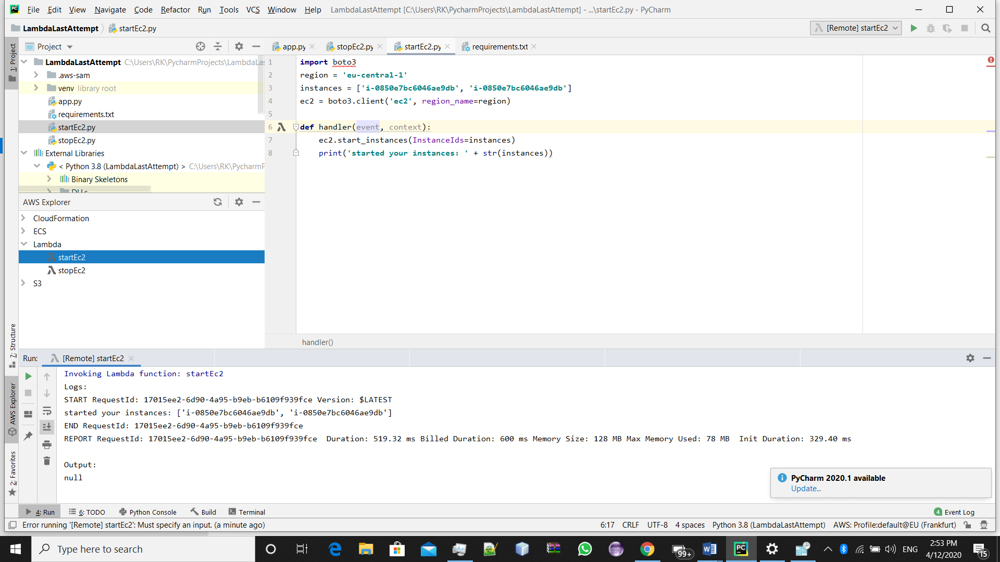 PC File Edit View Navigate Code Refactor Run Tools VCS Window Help LambdaLastAttempt [C:\Users\RK\PycharmProjects\LambdaLastAttempt] - ...\startEc2.py - PyCharm
LambdaLastAttempt startEc2.py [Remote] startEc2
1: Project
Project
LambdaLastAttempt C:\Users\RK\PycharmProjects\LambdaLas
.aws-sam
venv library root
app.py
requirements.txt
startEc2.py
stopEc2.py
External Libraries
< Python 3.8 (LambdaLastAttempt) > C:\Users\RK\PycharmP
Binary Skeletons
AWS Explorer
CloudFormation
ECS
Lambda
startEc2
stopEc2
S3
app.py stopEc2.py startEc2.py requirements.txt
1 import boto3
2 region = 'eu-central-1'
3 instances = ['i-0850e7bc6046ae9db', 'i-0850e7bc6046ae9db']
4 ec2 = boto3.client('ec2', region_name=region)
5
6 def handler(event, context):
7 ec2.start_instances(InstanceIds=instances)
8 print('started your instances: ' + str(instances))
handler()
7: Structure
AWS Explorer
2: Favorites
Run: [Remote] startEc2
Invoking Lambda function: startEc2
Logs:
START RequestId: 17015ee2-6d90-4a95-b9eb-b6109f939fce Version: $LATEST
started your instances: ['i-0850e7bc6046ae9db', 'i-0850e7bc6046ae9db']
END RequestId: 17015ee2-6d90-4a95-b9eb-b6109f939fce
REPORT RequestId: 17015ee2-6d90-4a95-b9eb-b6109f939fce Duration: 519.32 ms Billed Duration: 600 ms Memory Size: 128 MB Max Memory Used: 78 MB Init Duration: 329.40 ms
Output:
null
PyCharm 2020.1 available
Update...
4: Run 6: TODO Python Console Build Terminal 4 Event Log
Error running '[Remote] startEc2': Must specify an input. (a minute ago) 6:17 CRLF UTF-8 4 spaces Python 3.8 (LambdaLastAttempt) AWS: Profile:default@EU (Frankfurt)
Type here to search 99+ PC ENG 2:53 PM
4/12/2020 15